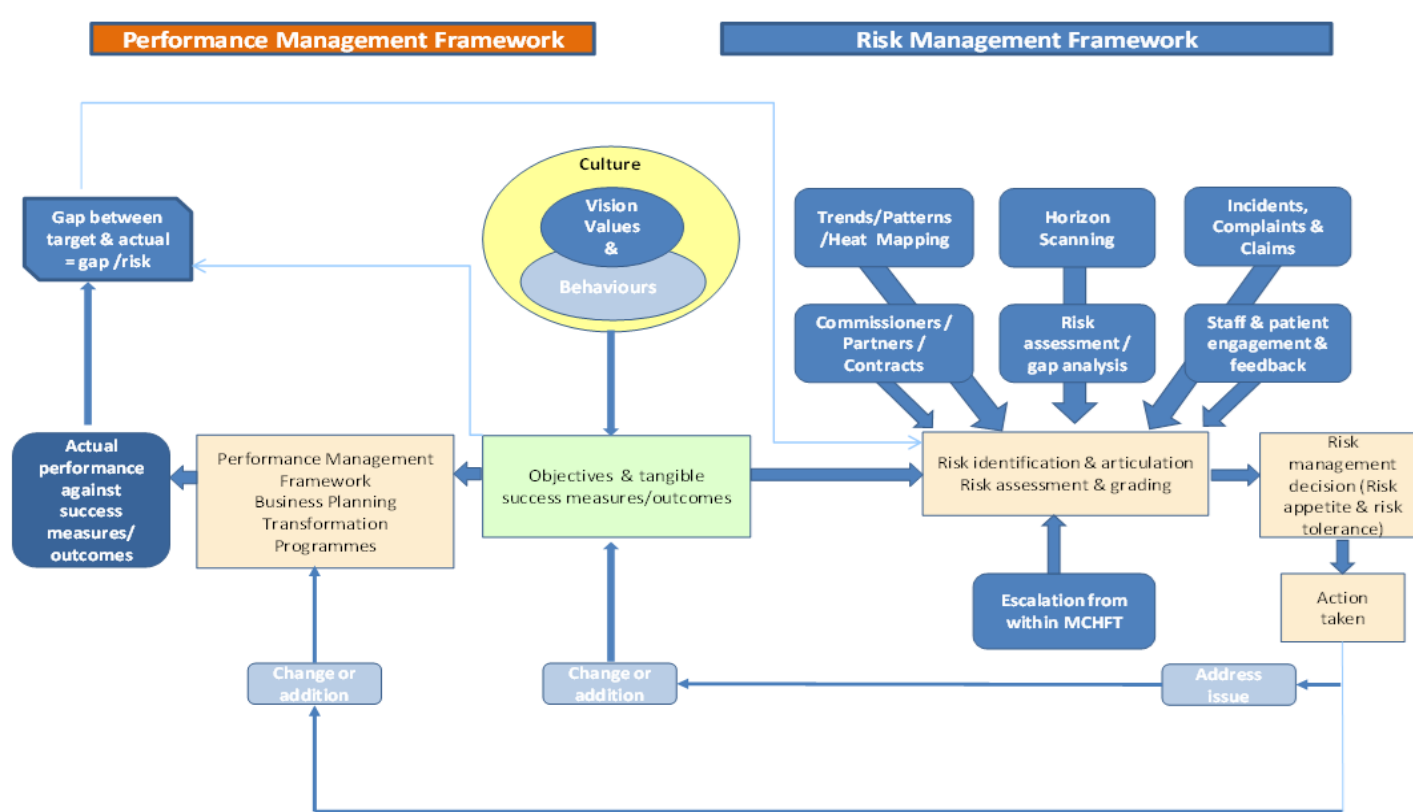 Performance Management Framework
Risk Management Framework
Culture
Vision
Values
&
Behaviours
Gap between
target & actual
= gap /risk
Trends/Patterns
/Heat Mapping
Horizon
Scanning
Incidents,
Complaints &
Claims
Commissioners /
Partners /
Contracts
Risk
assessment /
gap analysis
Staff & patient
engagement &
feedback
Actual
performance
against
success
measures/
outcomes
Performance Management
Framework
Business Planning
Transformation
Programmes
Objectives & tangible
success measures/outcomes
Risk identification & articulation
Risk assessment & grading
Risk
management
decision (Risk
appetite & risk
tolerance)
Escalation from
within MCHFT
Action
taken
Change or
addition
Change or
addition
Address
issue